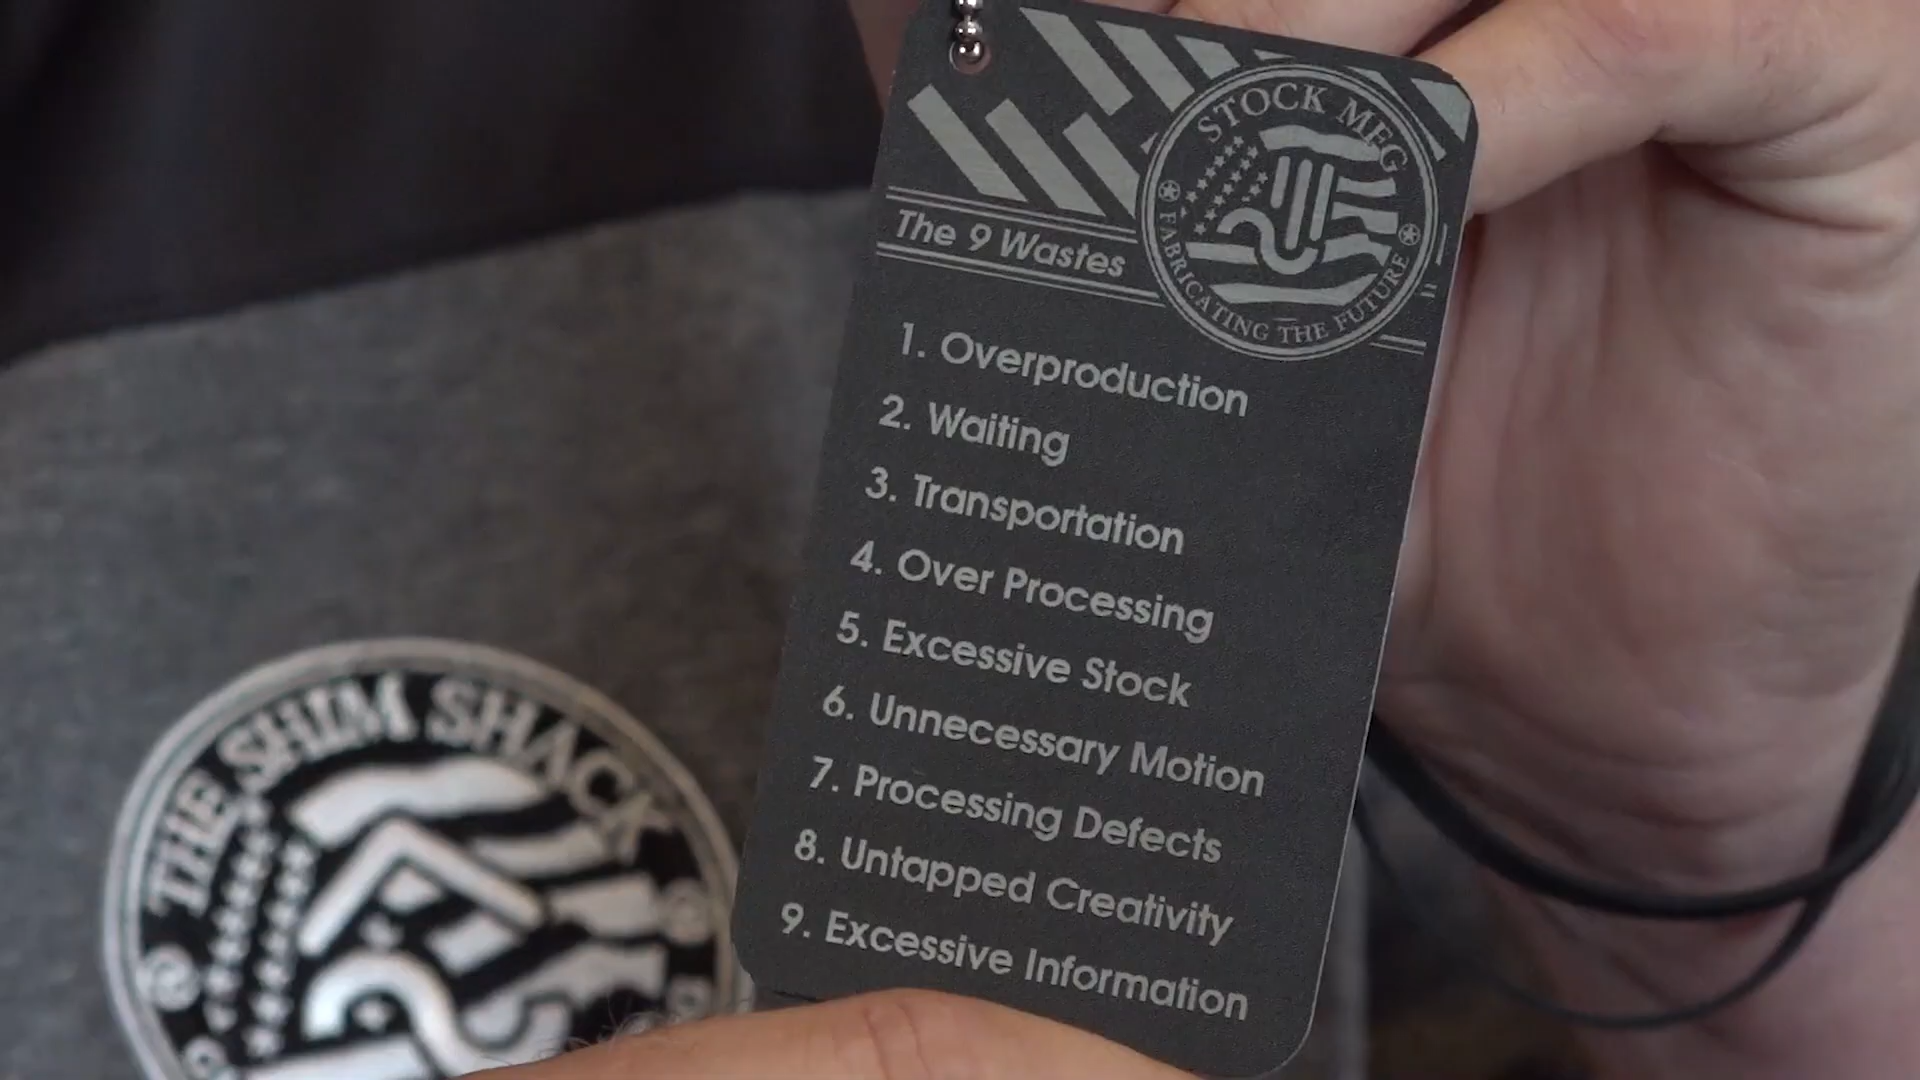 STOCK MFG
FABRICATING THE FUTURE
The 9 Wastes
1. Overproduction
2. Waiting
3. Transportation
4. Over Processing
5. Excessive Stock
6. Unnecessary Motion
7. Processing Defects
8. Untapped Creativity
9. Excessive Information
THE SHIM SHACK